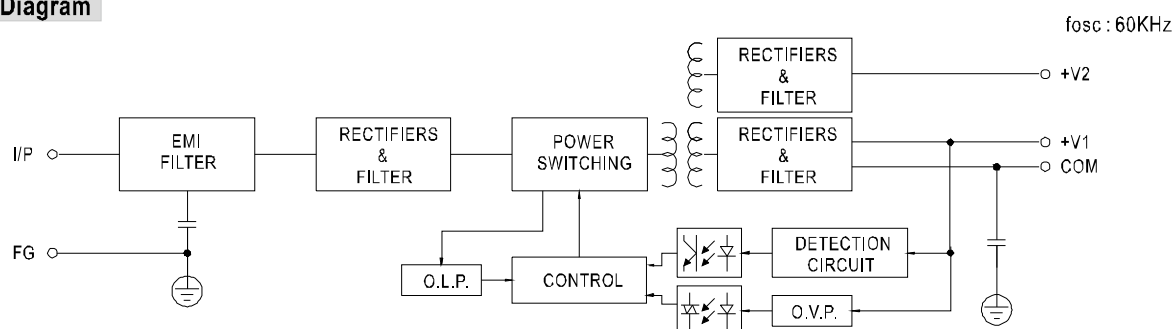 Diagram
fosc : 60KHz
RECTIFIERS
&
FILTER
+V2
I/P
EMI
FILTER
RECTIFIERS
&
FILTER
POWER
SWITCHING
RECTIFIERS
&
FILTER
+V1
COM
FG
O.L.P.
CONTROL
DETECTION
CIRCUIT
O.V.P.